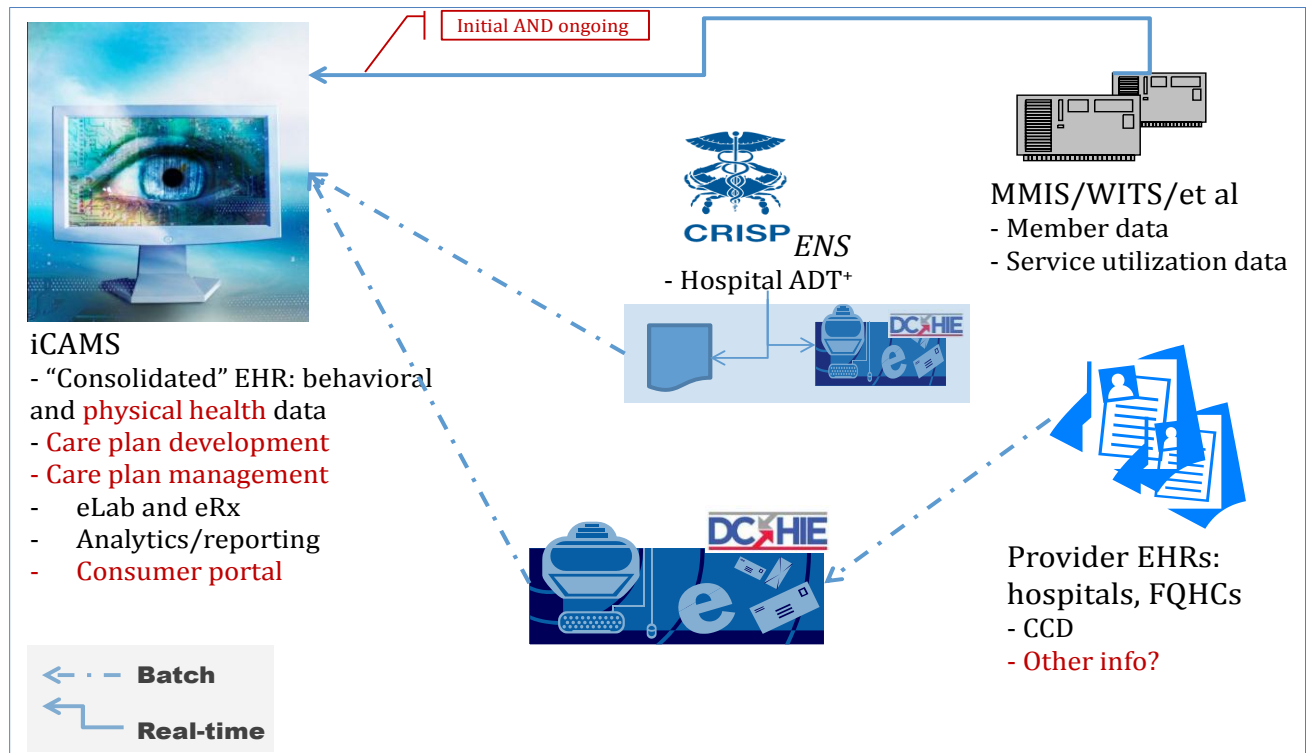 Initial AND ongoing
CRISP
ENS
- Hospital ADT⁺
DC HIE
MMIS/WITS/et al
- Member data
- Service utilization data
iCAMS
- “Consolidated” EHR: behavioral
and physical health data
- Care plan development
- Care plan management
- eLab and eRx
- Analytics/reporting
- Consumer portal
DC HIE
e
e
Provider EHRs:
hospitals, FQHCs
- CCD
- Other info?
Batch
Real-time